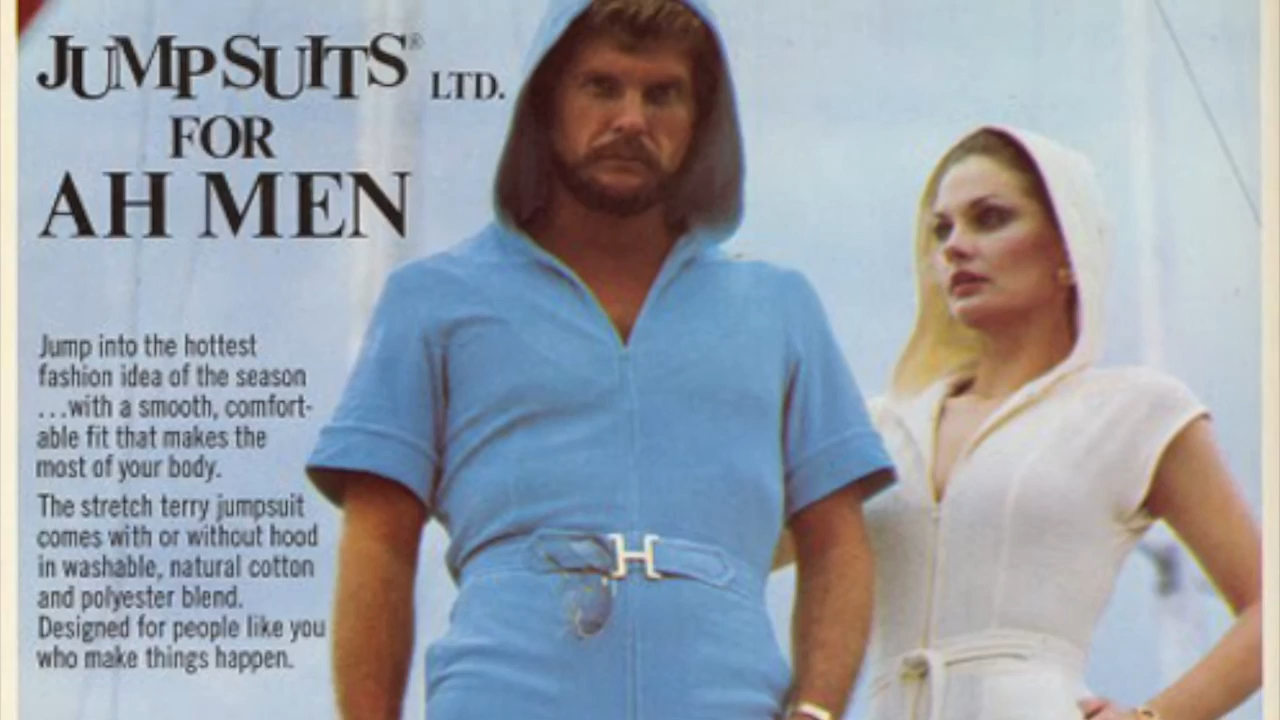 JUMPSUITS® LTD.
FOR
AH MEN
Jump into the hottest
fashion idea of the season
...with a smooth, comfort-
able fit that makes the
most of your body.
The stretch terry jumpsuit
comes with or without hood
in washable, natural cotton
and polyester blend.
Designed for people like you
who make things happen.
H